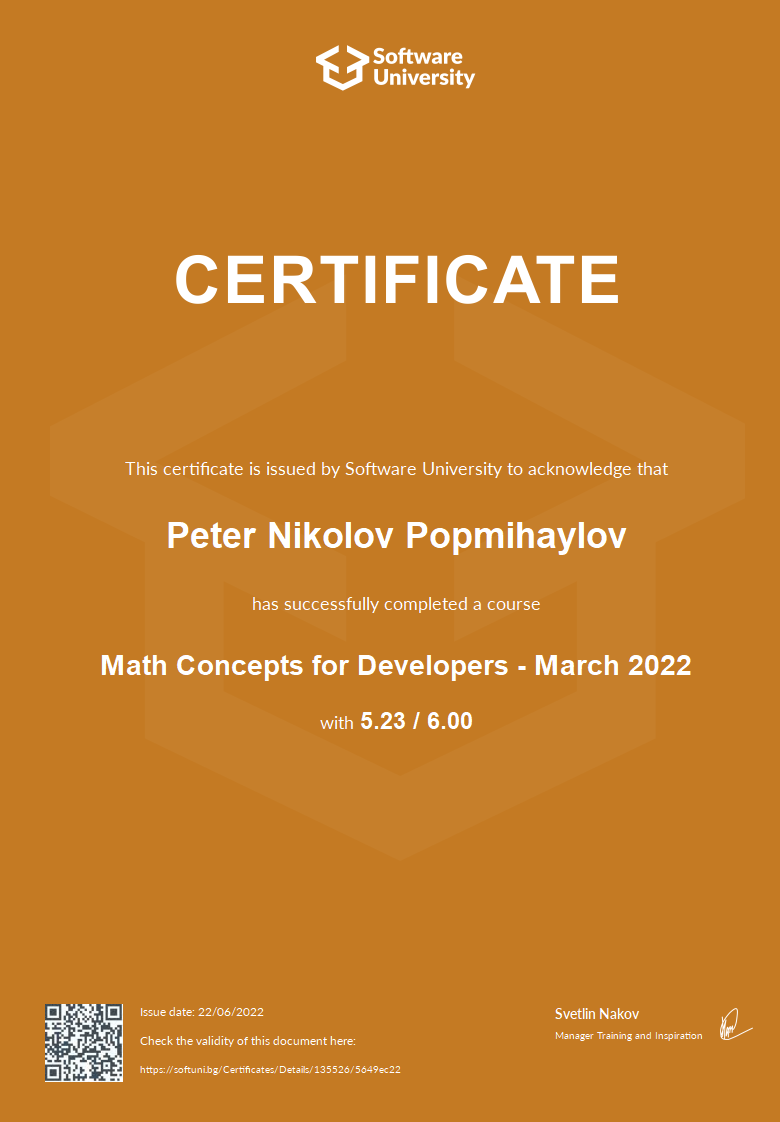 Software
University
CERTIFICATE
This certificate is issued by Software University to acknowledge that
Peter Nikolov Popmihaylov
has successfully completed a course
Math Concepts for Developers - March 2022
with 5.23 / 6.00
Issue date: 22/06/2022
Check the validity of this document here:
https://softuni.bg/Certificates/Details/135526/5649ec22
Svetlin Nakov
Manager Training and Inspiration